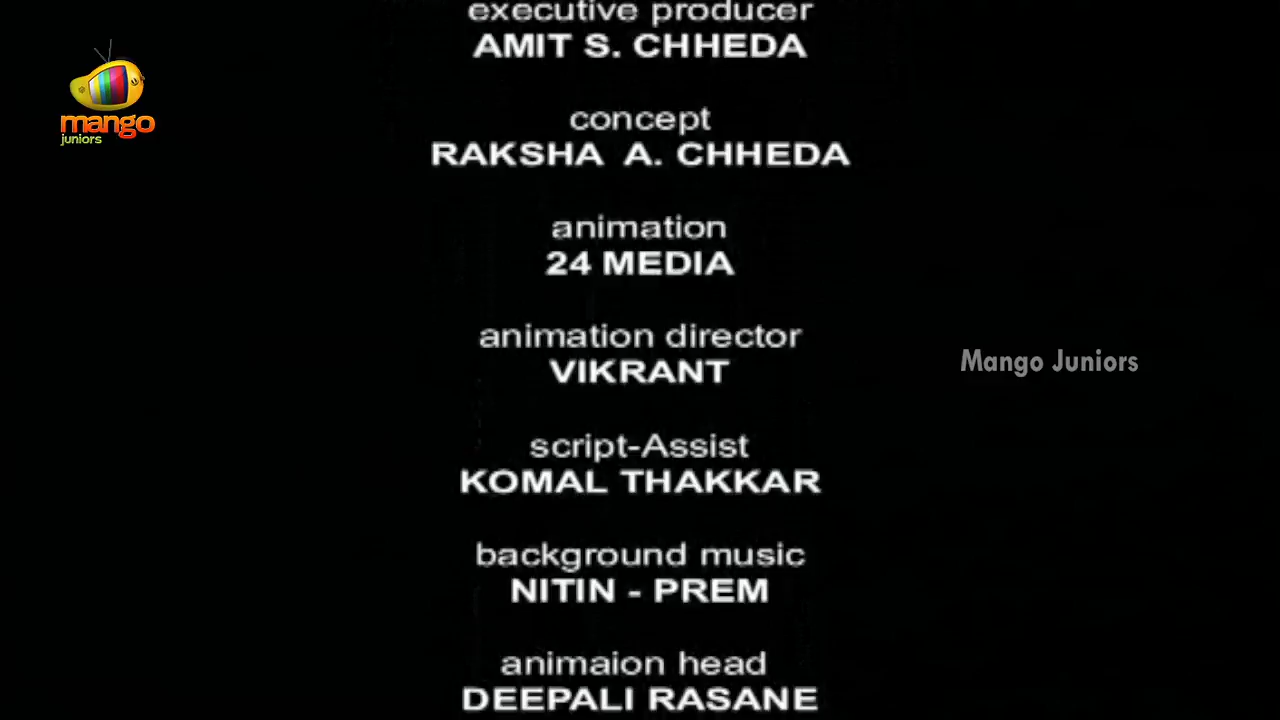 executive producer
AMIT S. CHHEDA
mango
juniors
concept
RAKSHA A. CHHEDA
animation
24 MEDIA
animation director
VIKRANT
Mango Juniors
script-Assist
KOMAL THAKKAR
background music
NITIN - PREM
animaion head
DEEPALI RASANE